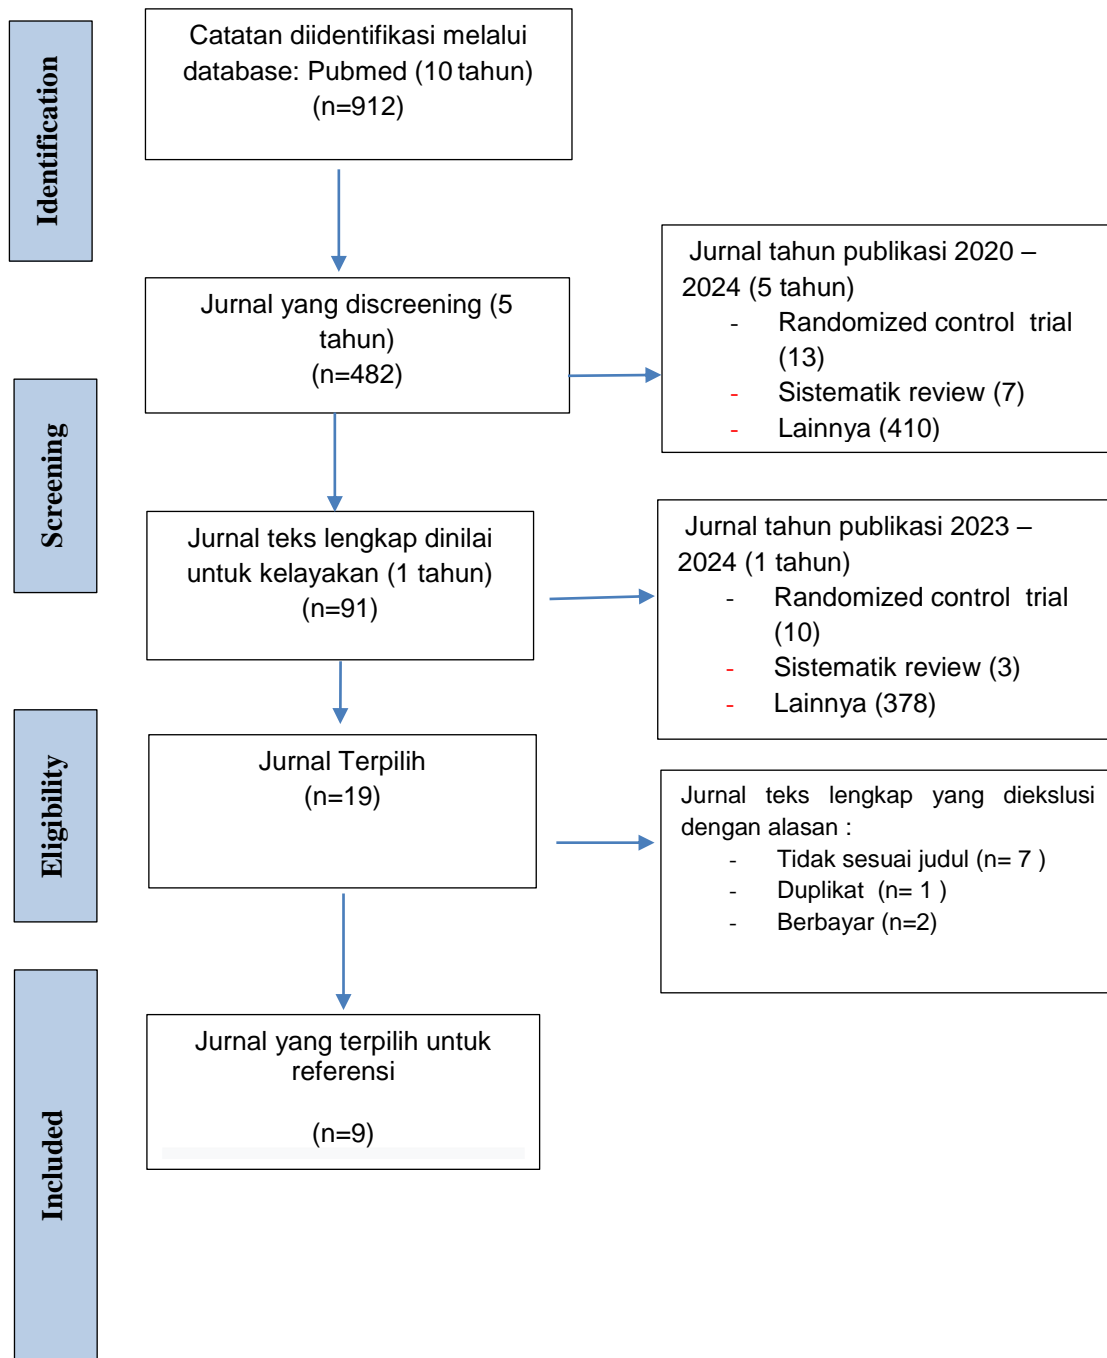 Identification
Catatan diidentifikasi melalui
database: Pubmed (10 tahun)
(n=912)
Jurnal yang discreening (5
tahun)
(n=482)
Jurnal tahun publikasi 2020 –
2024 (5 tahun)
- Randomized control trial
(13)
- Sistematik review (7)
- Lainnya (410)
Screening
Jurnal teks lengkap dinilai
untuk kelayakan (1 tahun)
(n=91)
Jurnal tahun publikasi 2023 –
2024 (1 tahun)
- Randomized control trial
(10)
- Sistematik review (3)
- Lainnya (378)
Eligibility
Jurnal Terpilih
(n=19)
Jurnal teks lengkap yang diekslusi
dengan alasan :
- Tidak sesuai judul (n= 7 )
- Duplikat (n= 1 )
- Berbayar (n=2)
Included
Jurnal yang terpilih untuk
referensi
(n=9)